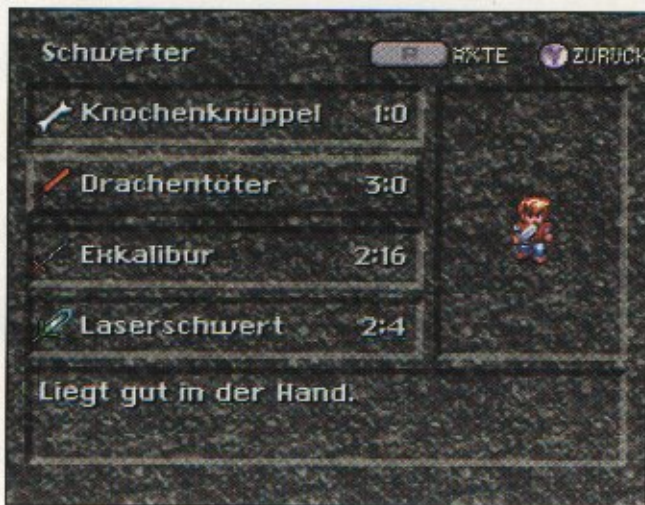 Schwerter R ÄXTE Y ZURÜCK
Knochenknüppel 1:0
Drachentöter 3:0
Exkalibur 2:16
Laserschwert 2:4
Liegt gut in der Hand.